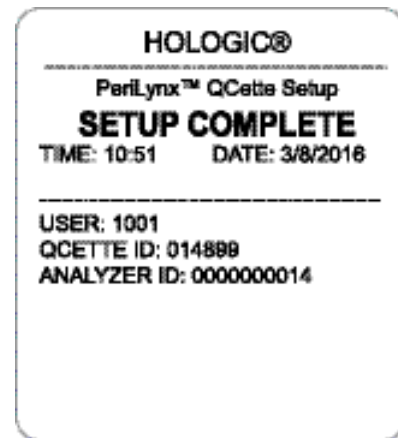 HOLOGIC®
PeriLynx™ QCette Setup
SETUP COMPLETE
TIME: 10:51 DATE: 3/8/2016
USER: 1001
QCETTE ID: 014899
ANALYZER ID: 0000000014